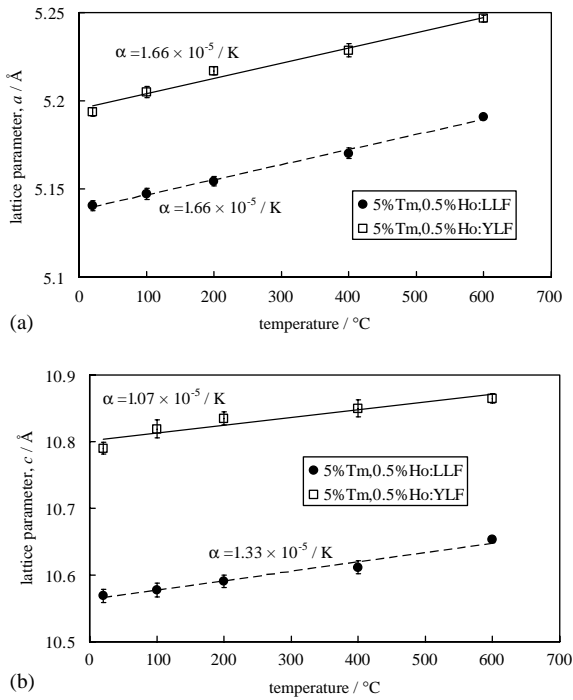 5.25
α =1.66 × 10⁻⁵ / K
5.2
lattice parameter, a / Å
5.15
α =1.66 × 10⁻⁵ / K
5%Tm,0.5%Ho:LLF
5%Tm,0.5%Ho:YLF
5.1
0 100 200 300 400 500 600 700
(a)
temperature / °C
10.9
α =1.07 × 10⁻⁵ / K
10.8
lattice parameter, c / Å
5%Tm,0.5%Ho:LLF
5%Tm,0.5%Ho:YLF
10.7
α =1.33 × 10⁻⁵ / K
10.6
10.5
0 100 200 300 400 500 600 700
(b)
temperature / °C